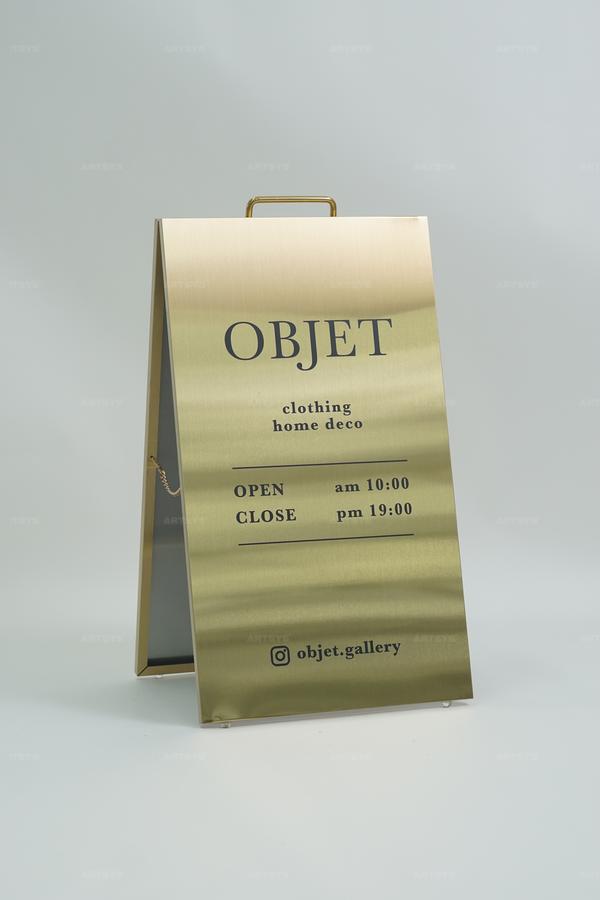 OBJET
clothing
home deco
OPEN am 10:00
CLOSE pm 19:00
objet.gallery